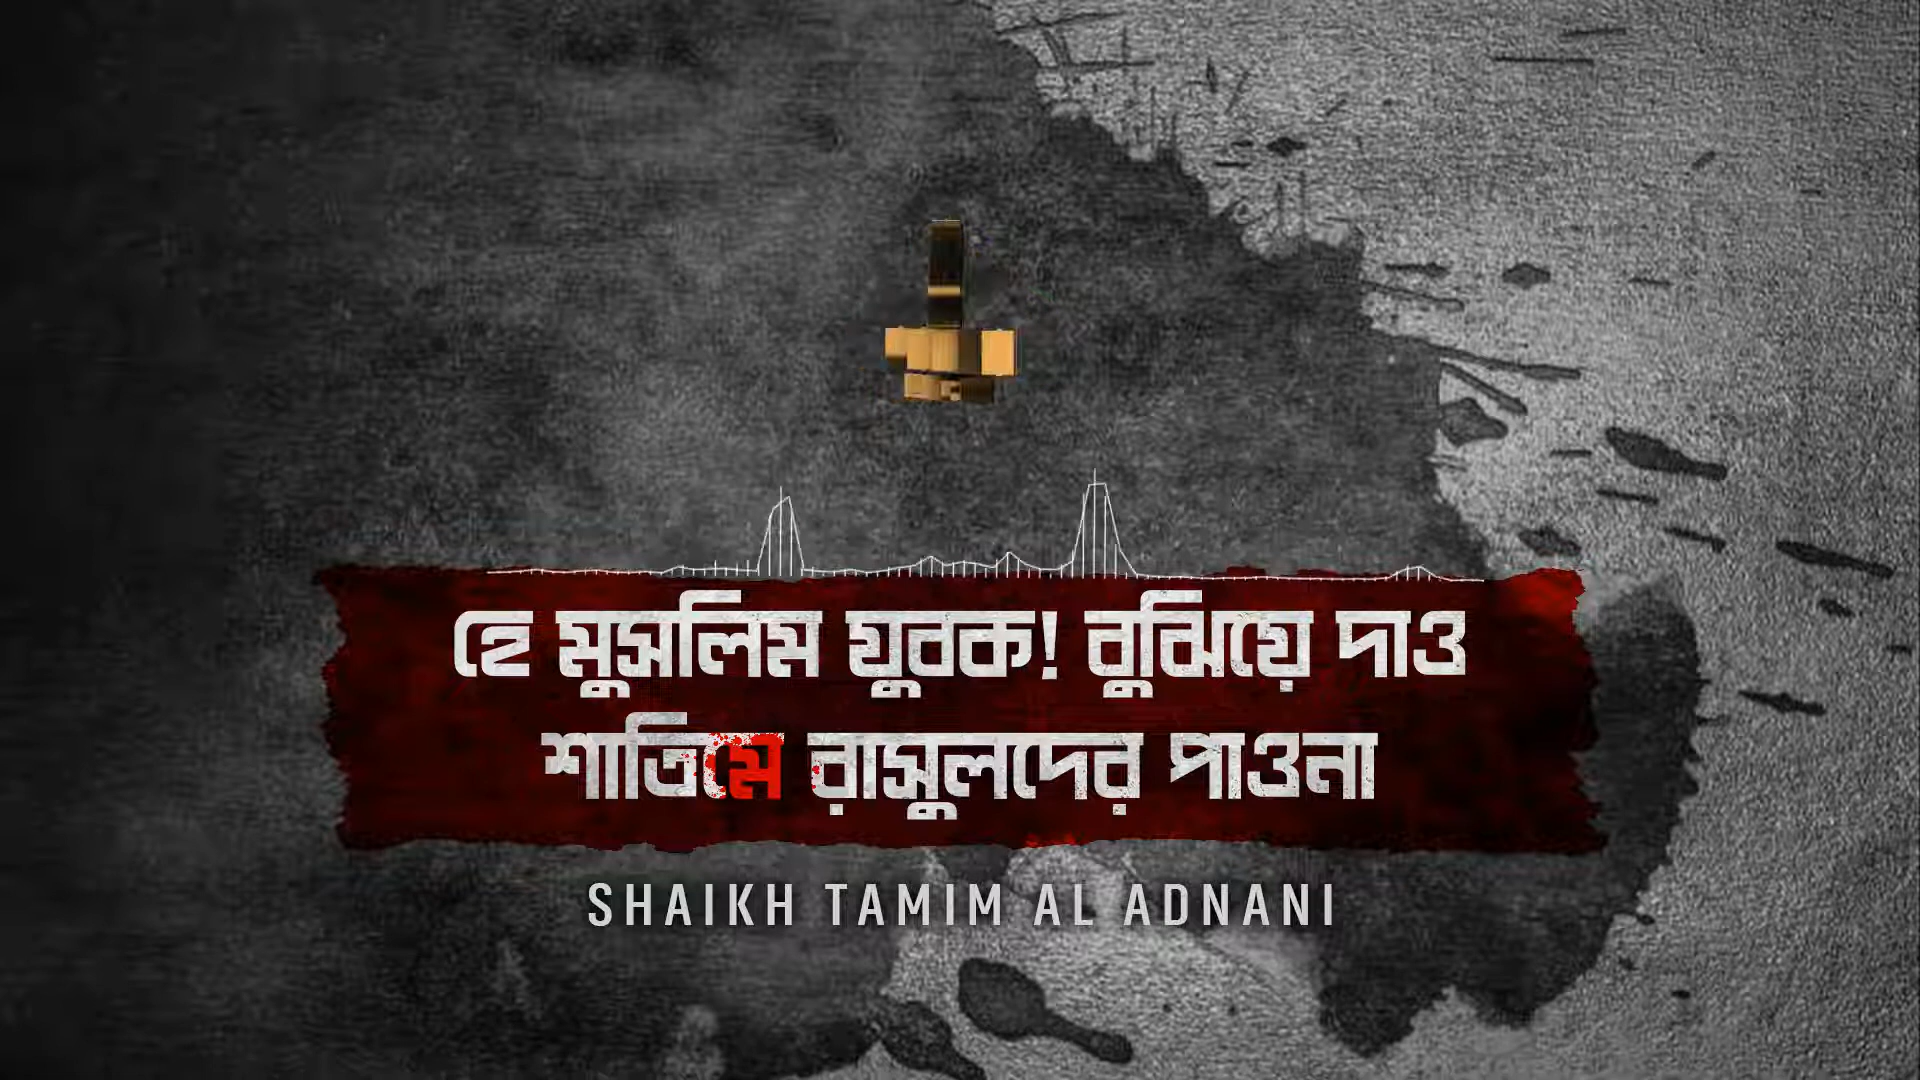 হে মুসলিম যুবক! বুঝিয়ে দাও
শাতিমে রাসুলদের পাওনা
SHAIKH TAMIM AL ADNANI